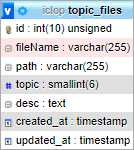 v iclop topic_files
id : int(10) unsigned
fileName : varchar(255)
path : varchar(255)
# topic : smallint(6)
desc : text
created_at : timestamp
updated_at : timestamp